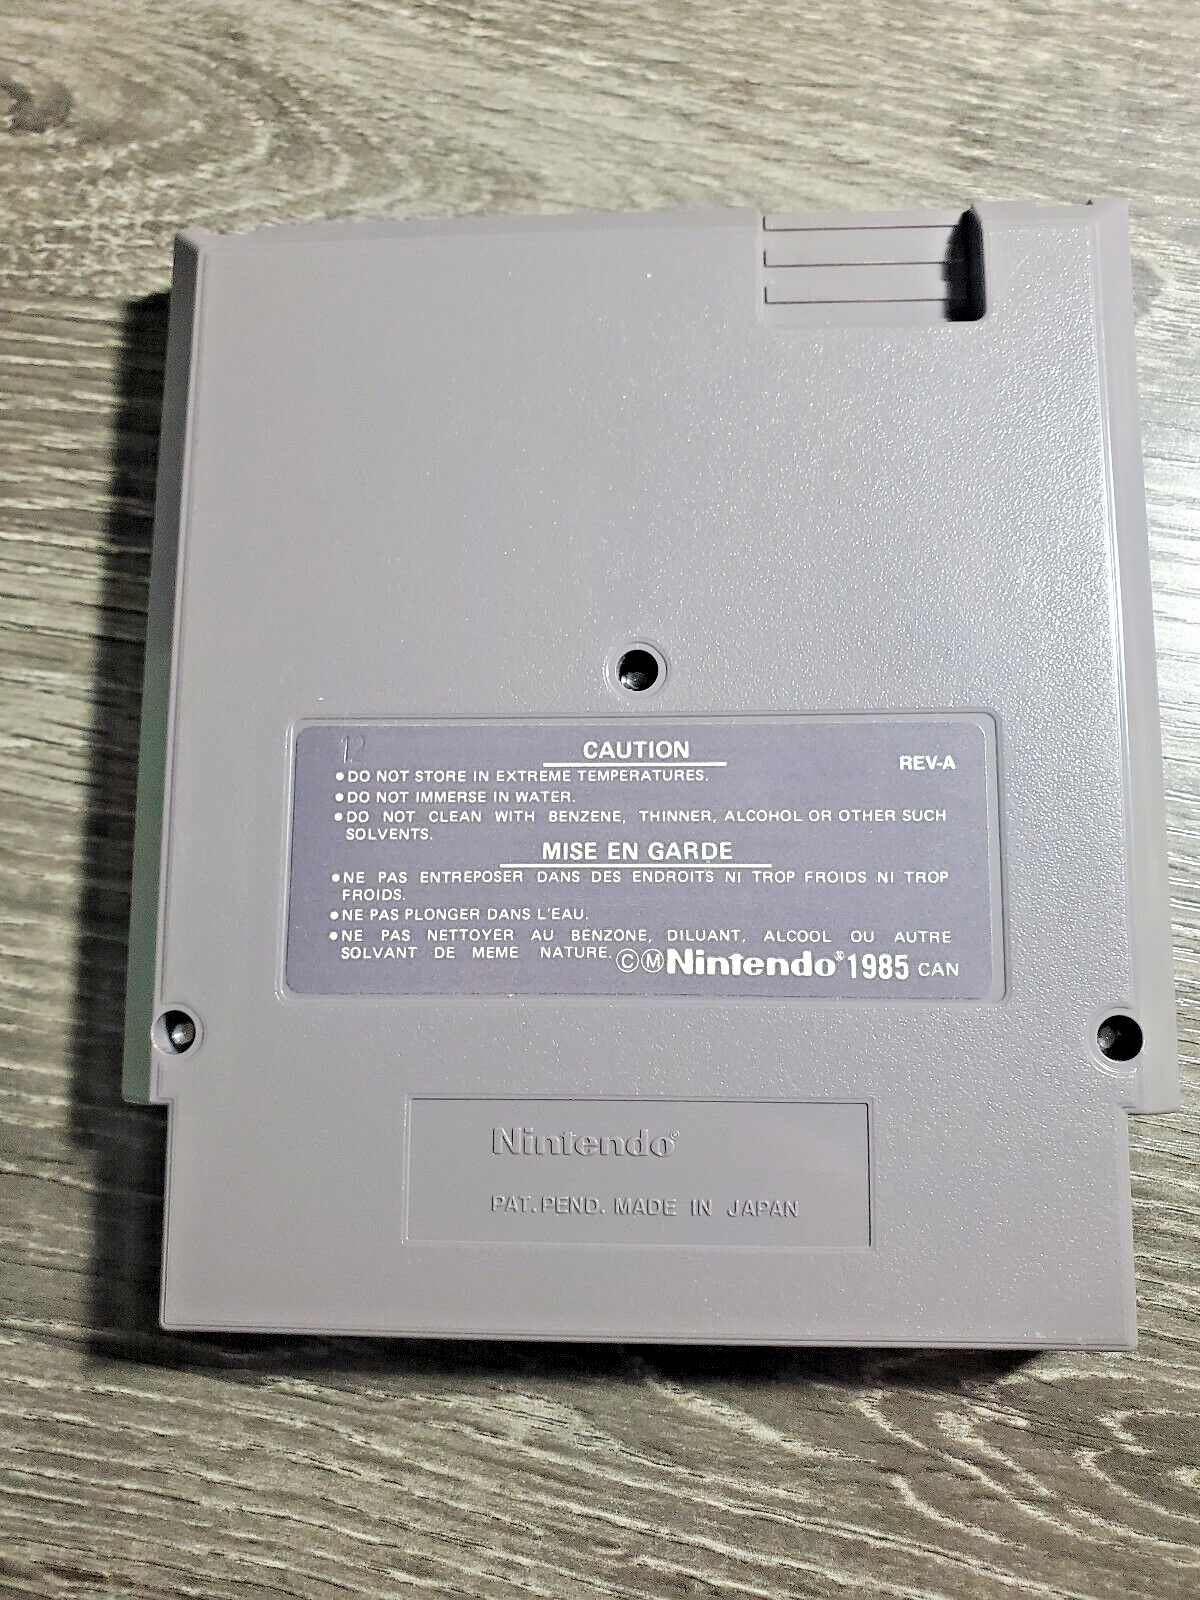 12
CAUTION
REV-A
●DO NOT STORE IN EXTREME TEMPERATURES.
●DO NOT IMMERSE IN WATER.
●DO NOT CLEAN WITH BENZENE, THINNER, ALCOHOL OR OTHER SUCH
SOLVENTS.
MISE EN GARDE
●NE PAS ENTREPOSER DANS DES ENDROITS NI TROP FROIDS NI TROP
FROIDS.
●NE PAS PLONGER DANS L'EAU.
●NE PAS NETTOYER AU BENZONE, DILUANT, ALCOOL OU AUTRE
SOLVANT DE MEME NATURE.
ⒸⓂNintendo® 1985 CAN
Nintendo®
PAT. PEND. MADE IN JAPAN